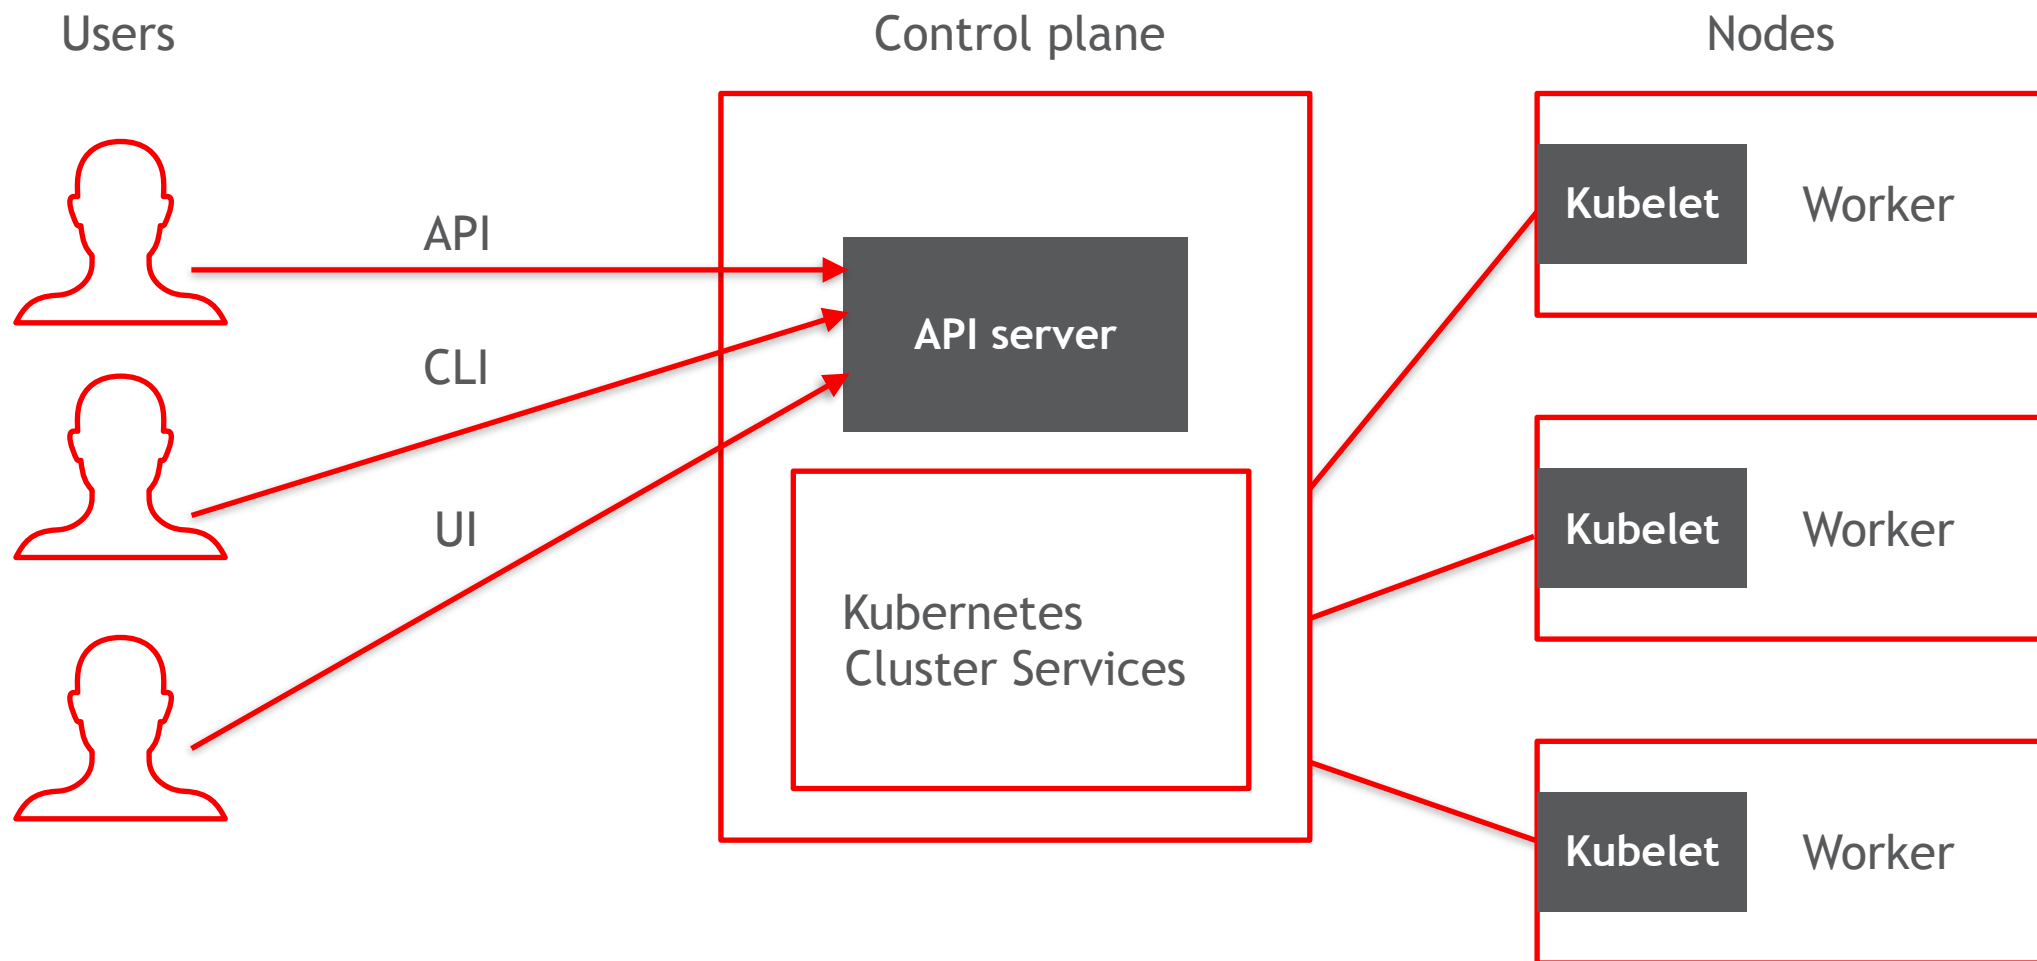 Users
Control plane
Nodes
API
CLI
UI
API server
Kubernetes
Cluster Services
Kubelet
Worker
Kubelet
Worker
Kubelet
Worker